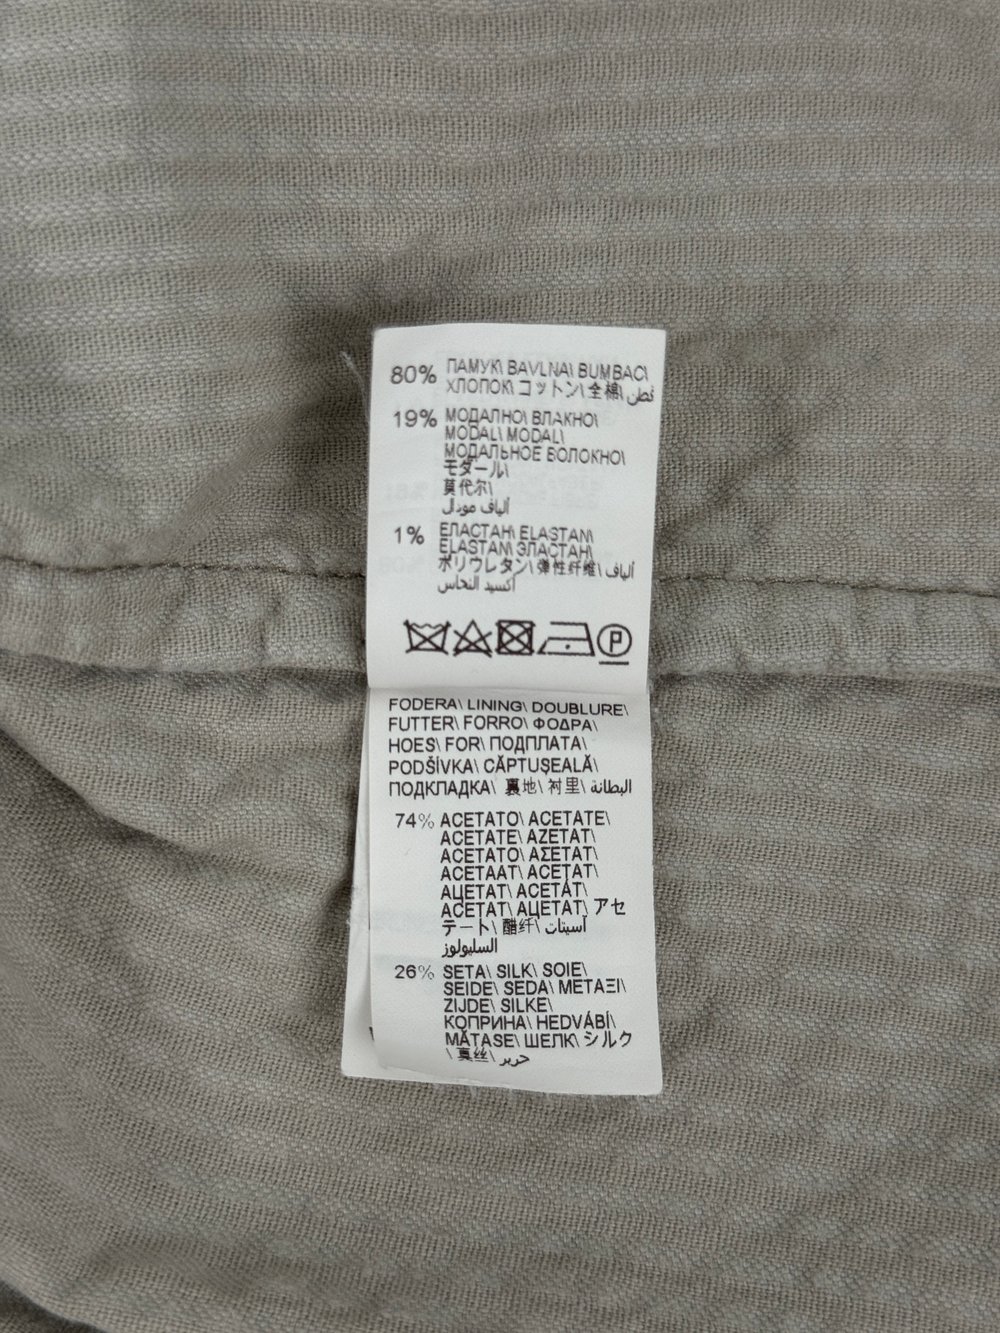 80% ПАМУК\ BAVLNA\ BUMBAC\
ХЛОПОК\ コットン\ 全棉\ قطن
19% МОДАЛНО\ ВЛАКНО\
MODAL\ MODAL\
МОДАЛЬНОЕ ВОЛОКНО\
モダール\
莫代尔\
ألياف مودال
1% ЕЛАСТАН\ ELASTAN\
ELASTAN\ ЭЛАСТАН\
ポリウレタン\ 弹性纤维\ ألياف
أكسيد النحاس
P
FODERA\ LINING\ DOUBLURE\
FUTTER\ FORRO\ ΦΟΔΡΑ\
HOES\ FOR\ ПОДПЛАТА\
PODŠÍVKA\ CĂPTUȘEALĂ\
ПОДКЛАДКА\ 裏地\ 衬里\ البطانة
74% ACETATO\ ACETATE\
ACETATE\ AZETAT\
ACETATO\ ΑΣΕΤΑΤ\
ACETAAT\ ACETAT\
АЦЕТАТ\ ACETÁT\
ACETAT\ АЦЕТАТ\ アセ
テート\ 醋纤\ أسيتات
السليولوز
26% SETA\ SILK\ SOIE\
SEIDE\ SEDA\ ΜΕΤΑΞΙ\
ZIJDE\ SILKE\
КОПРИНА\ HEDVÁBÍ\
MĂTASE\ ШЕЛК\ シルク
\ 真丝\ حرير